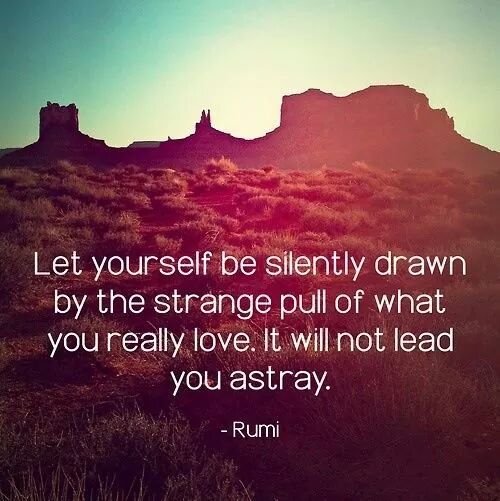 Let yourself be silently drawn
by the strange pull of what
you really love. It will not lead
you astray.
- Rumi